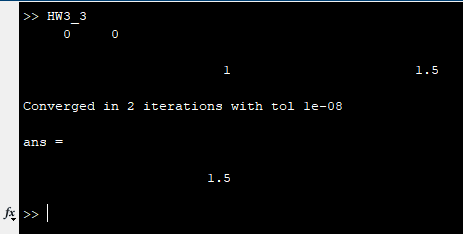 >> HW3_3
0 0
1 1.5
Converged in 2 iterations with tol 1e-08
ans =
1.5
fx >>